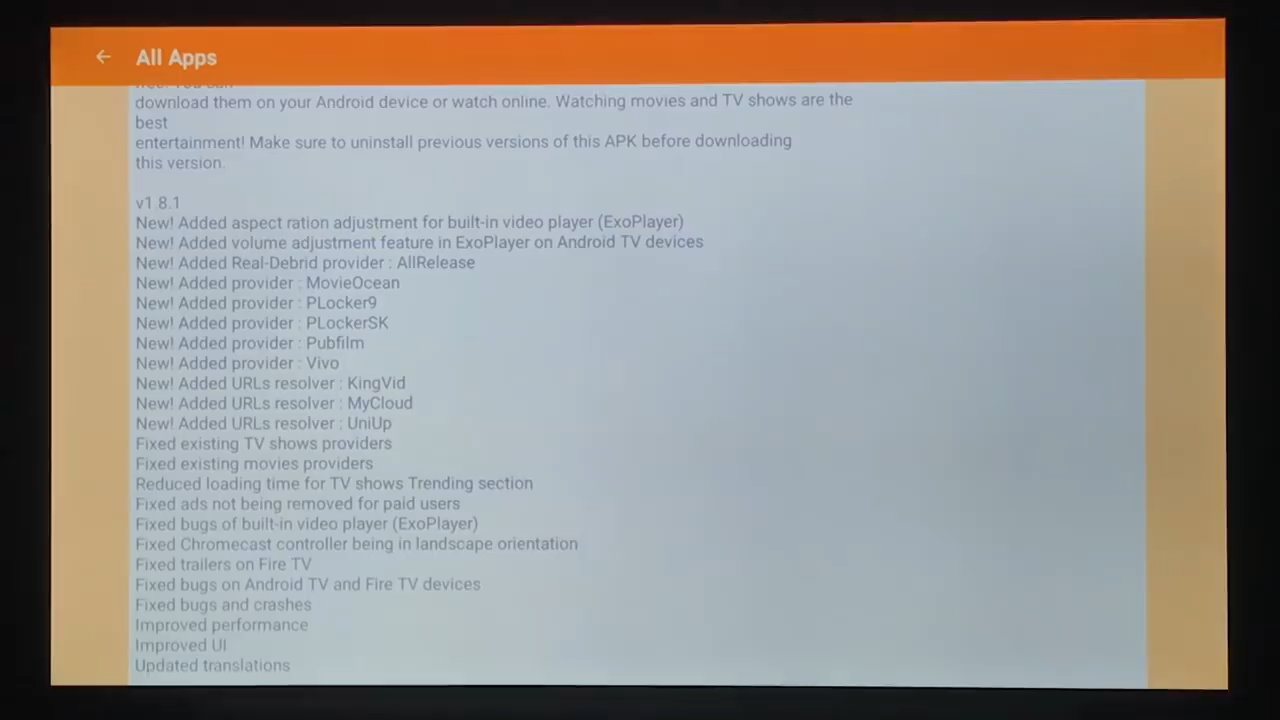 All Apps
download them on your Android device or watch online. Watching movies and TV shows are the
best
entertainment! Make sure to uninstall previous versions of this APK before downloading
this version.
v1.8.1
New! Added aspect ration adjustment for built-in video player (ExoPlayer)
New! Added volume adjustment feature in ExoPlayer on Android TV devices
New! Added Real-Debrid provider : AllRelease
New! Added provider : MovieOcean
New! Added provider : PLocker9
New! Added provider : PLockerSK
New! Added provider : Pubfilm
New! Added provider : Vivo
New! Added URLs resolver : KingVid
New! Added URLs resolver : MyCloud
New! Added URLs resolver : UniUp
Fixed existing TV shows providers
Fixed existing movies providers
Reduced loading time for TV shows Trending section
Fixed ads not being removed for paid users
Fixed bugs of built-in video player (ExoPlayer)
Fixed Chromecast controller being in landscape orientation
Fixed trailers on Fire TV
Fixed bugs on Android TV and Fire TV devices
Fixed bugs and crashes
Improved performance
Improved UI
Updated translations